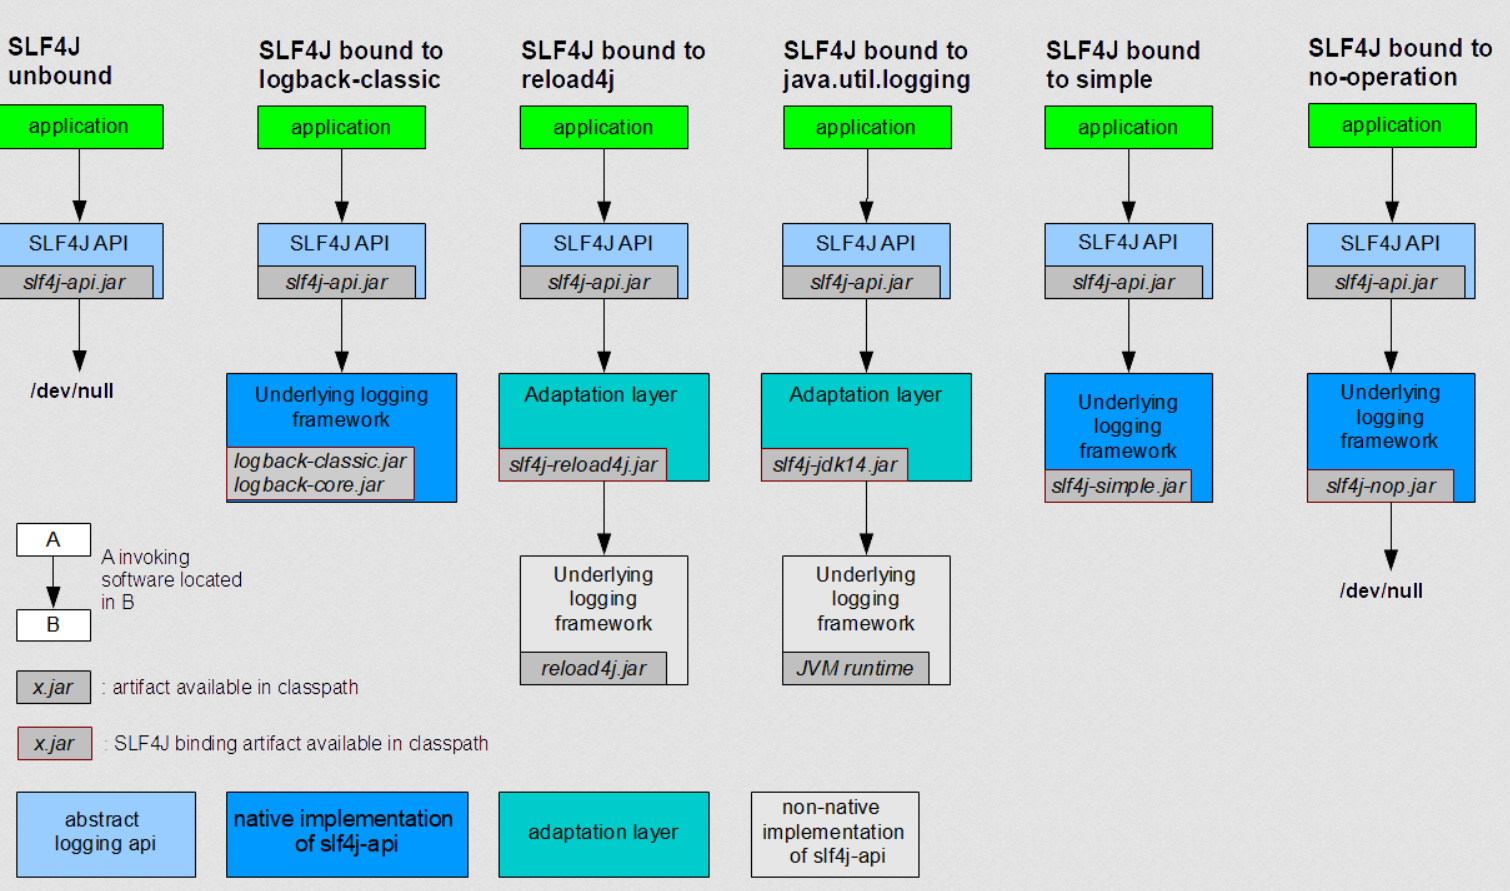 SLF4J
unbound
application
SLF4J API
slf4j-api.jar
/dev/null
SLF4J bound to
logback-classic
application
SLF4J API
slf4j-api.jar
Underlying logging
framework
logback-classic.jar
logback-core.jar
SLF4J bound to
reload4j
application
SLF4J API
slf4j-api.jar
Adaptation layer
slf4j-reload4j.jar
Underlying
logging
framework
reload4j.jar
SLF4J bound to
java.util.logging
application
SLF4J API
slf4j-api.jar
Adaptation layer
slf4j-jdk14.jar
Underlying
logging
framework
JVM runtime
SLF4J bound
to simple
application
SLF4J API
slf4j-api.jar
Underlying
logging
framework
slf4j-simple.jar
SLF4J bound to
no-operation
application
SLF4J API
slf4j-api.jar
Underlying
logging
framework
slf4j-nop.jar
/dev/null
A
B
A invoking
software located
in B
x.jar : artifact available in classpath
x.jar : SLF4J binding artifact available in classpath
abstract
logging api
native implementation
of slf4j-api
adaptation layer
non-native
implementation
of slf4j-api